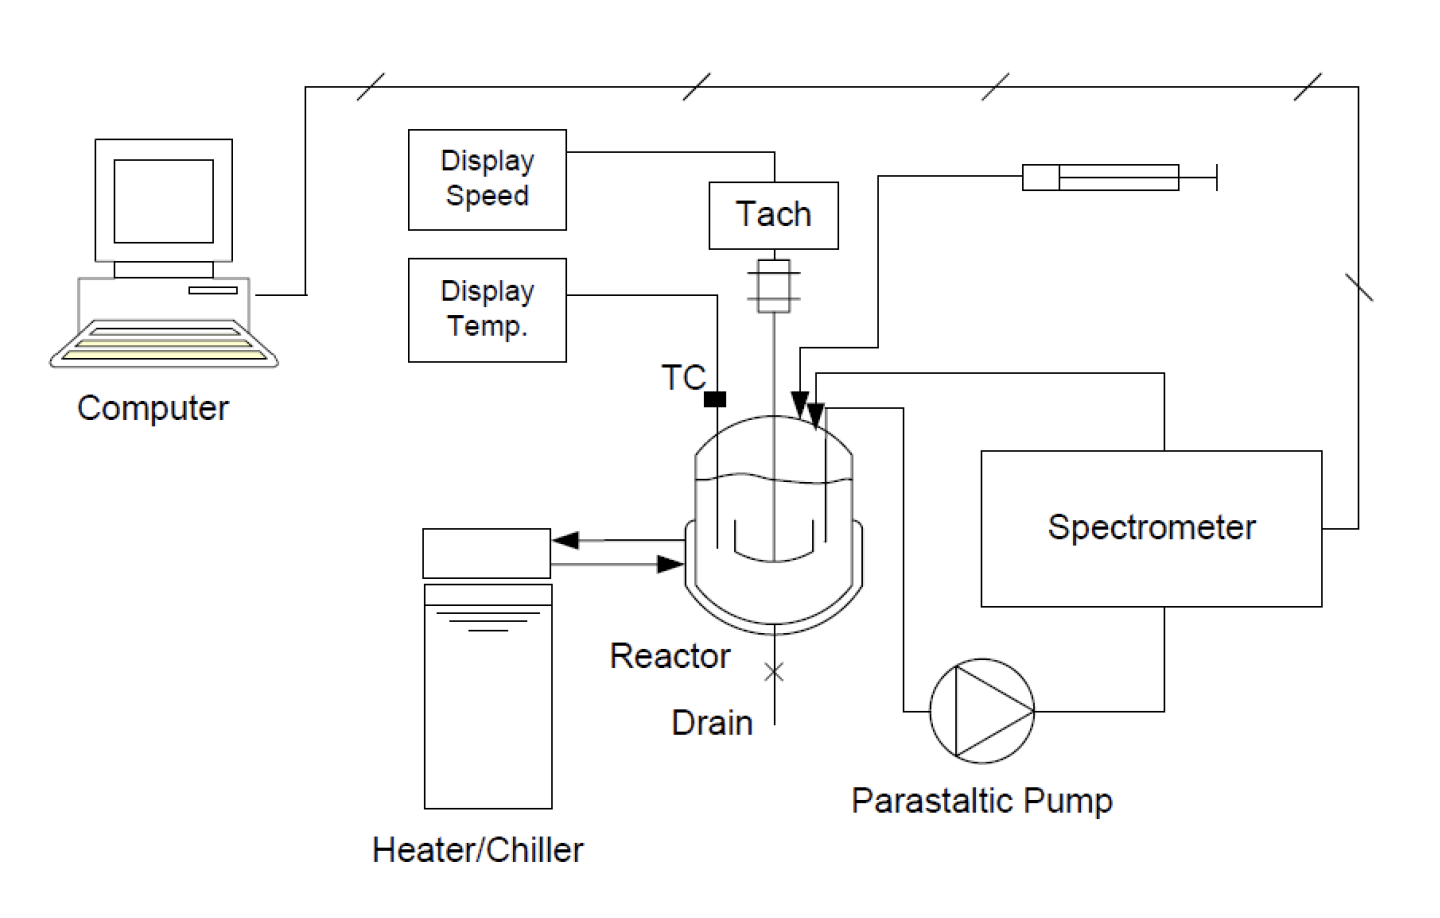 Display
Speed
Tach
Display
Temp.
TC
Computer
Spectrometer
Reactor
Drain
Parastaltic Pump
Heater/Chiller